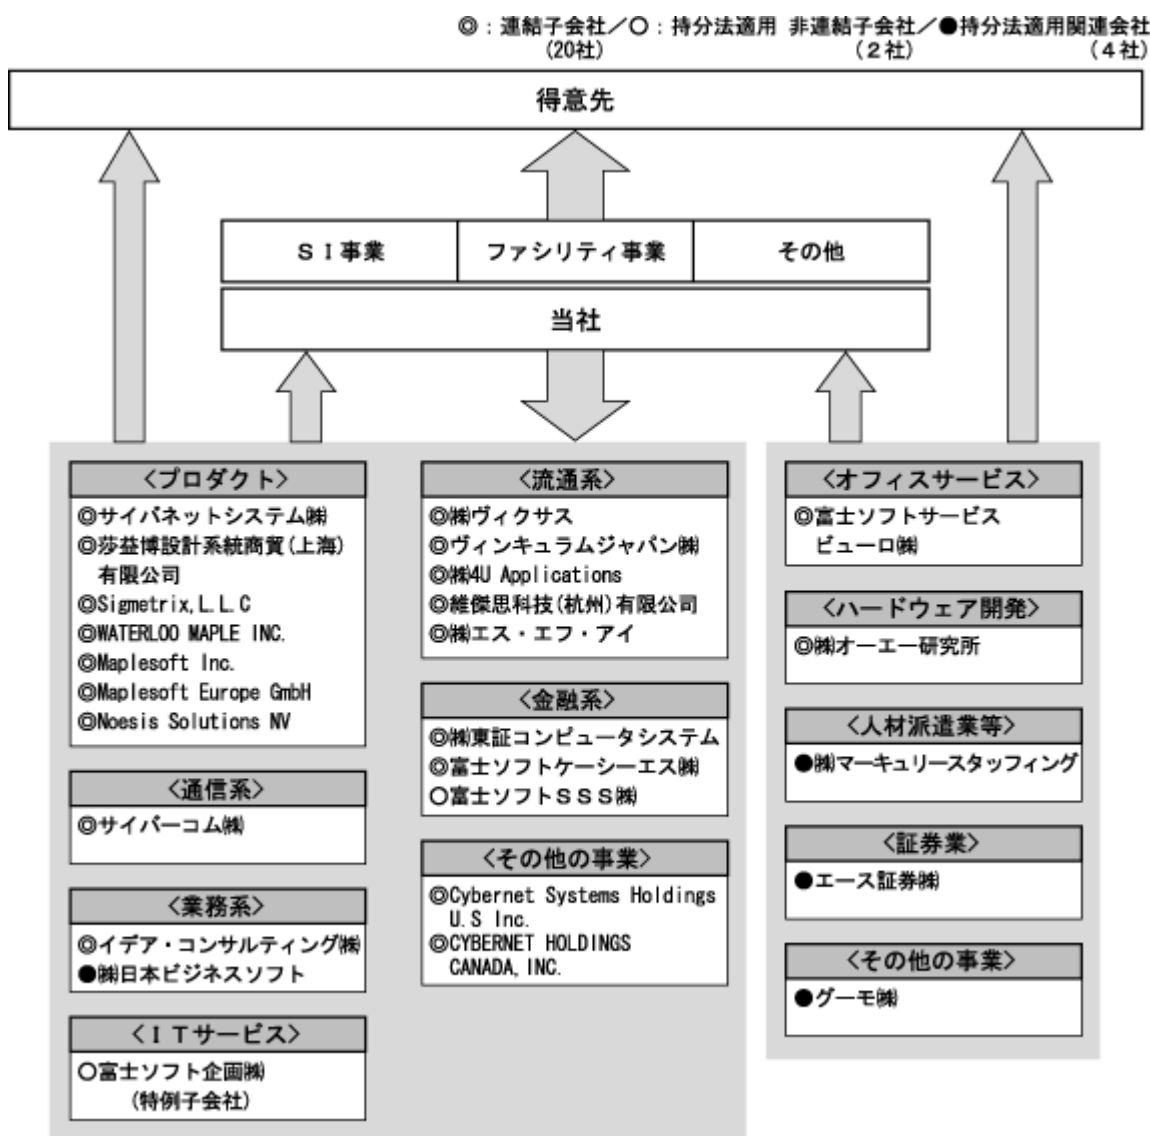 ◎：連結子会社／○：持分法適用 非連結子会社／●持分法適用関連会社
(20社) (２社) (４社)
得意先
ＳＩ事業 ファシリティ事業 その他
当社
〈プロダクト〉
◎サイバネットシステム㈱
◎莎益博設計系統商貿(上海)
有限公司
◎Sigmetrix,L.L.C
◎WATERLOO MAPLE INC.
◎Maplesoft Inc.
◎Maplesoft Europe GmbH
◎Noesis Solutions NV
〈通信系〉
◎サイバーコム㈱
〈業務系〉
◎イデア・コンサルティング㈱
●㈱日本ビジネスソフト
〈ＩＴサービス〉
○富士ソフト企画㈱
(特例子会社)
〈流通系〉
◎㈱ヴィクサス
◎ヴィンキュラムジャパン㈱
◎㈱4U Applications
◎維傑思科技(杭州)有限公司
◎㈱エス・エフ・アイ
〈金融系〉
◎㈱東証コンピュータシステム
◎富士ソフトケーシーエス㈱
○富士ソフトＳＳＳ㈱
〈その他の事業〉
◎Cybernet Systems Holdings
U.S Inc.
◎CYBERNET HOLDINGS
CANADA, INC.
〈オフィスサービス〉
◎富士ソフトサービス
ビューロ㈱
〈ハードウェア開発〉
◎㈱オーエー研究所
〈人材派遣業等〉
●㈱マーキュリースタッフィング
〈証券業〉
●エース証券㈱
〈その他の事業〉
●グーモ㈱